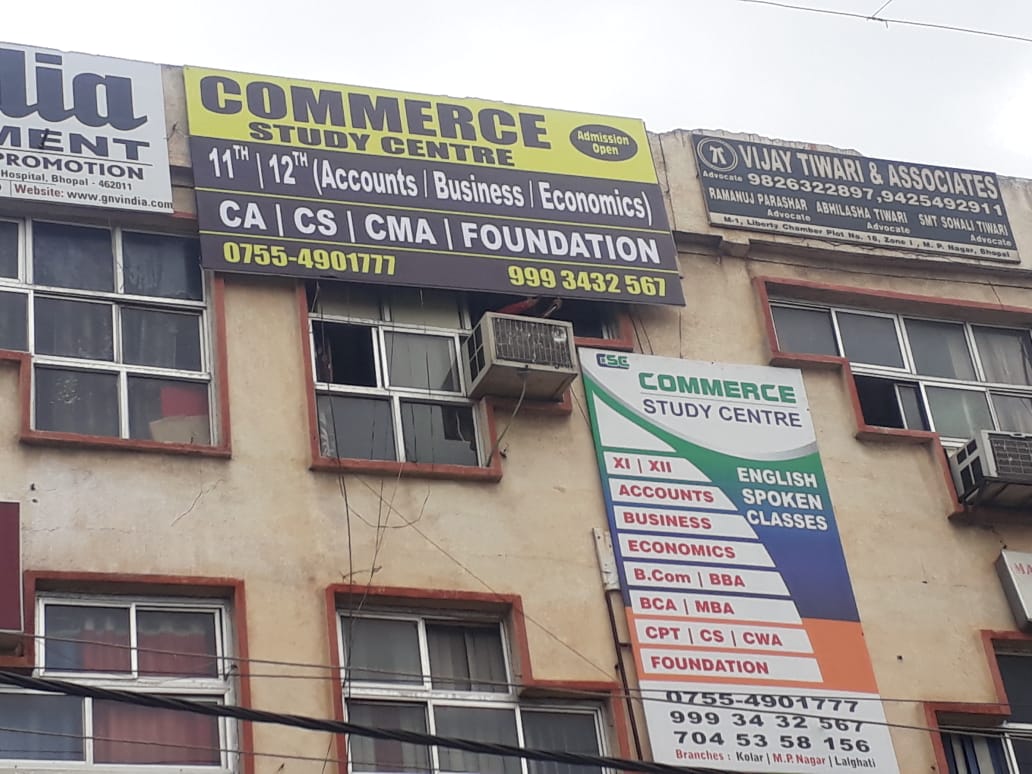 MENT
PROMOTION
Hospital, Bhopal - 462011
Website: www.gnvindia.com
COMMERCE
STUDY CENTRE
Admission
Open
11TH | 12TH (Accounts | Business | Economics)
CA | CS | CMA | FOUNDATION
0755-4901777
999 3432 567
VIJAY TIWARI & ASSOCIATES
Advocate 9826322897,9425492911
RAMANUJ PARASHAR ABHILASHA TIWARI SMT SONALI TIWARI
Advocate Advocate Advocate
M-1, Liberty Chamber Plot No. 16, Zone I, M. P. Nagar, Bhopal
CSC
COMMERCE
STUDY CENTRE
ENGLISH
SPOKEN
CLASSES
XI | XII
ACCOUNTS
BUSINESS
ECONOMICS
B.Com | BBA
BCA | MBA
CPT | CS | CWA
FOUNDATION
0755-4901777
999 34 32 567
704 53 58 156
Branches : Kolar | M.P. Nagar | Lalghati
MA